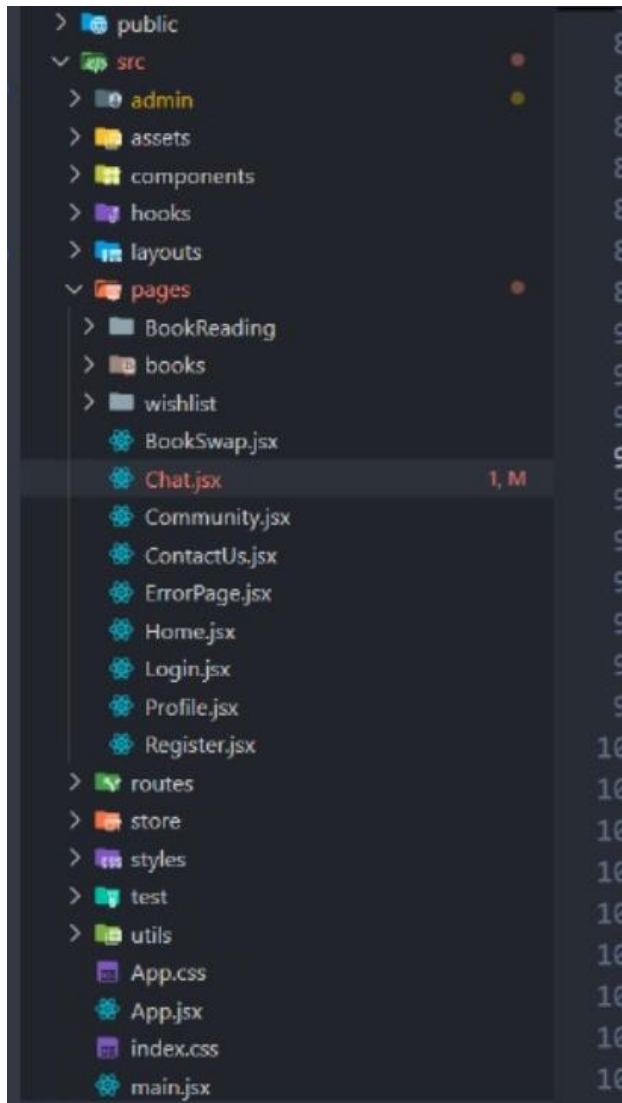 public
src
admin
assets
components
hooks
layouts
pages
BookReading
books
wishlist
BookSwap.jsx
Chat.jsx 1, M
Community.jsx
ContactUs.jsx
ErrorPage.jsx
Home.jsx
Login.jsx
Profile.jsx
Register.jsx
routes
store
styles
test
utils
App.css
App.jsx
index.css
main.jsx